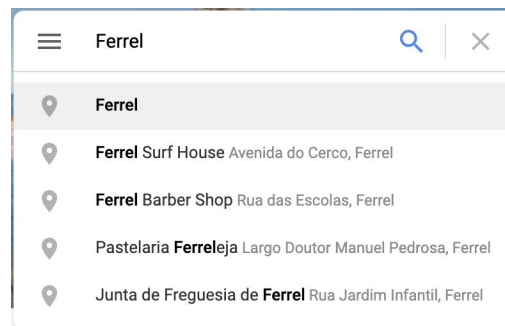 Ferrel
Ferrel
Ferrel Surf House Avenida do Cerco, Ferrel
Ferrel Barber Shop Rua das Escolas, Ferrel
Pastelaria Ferreleja Largo Doutor Manuel Pedrosa, Ferrel
Junta de Freguesia de Ferrel Rua Jardim Infantil, Ferrel